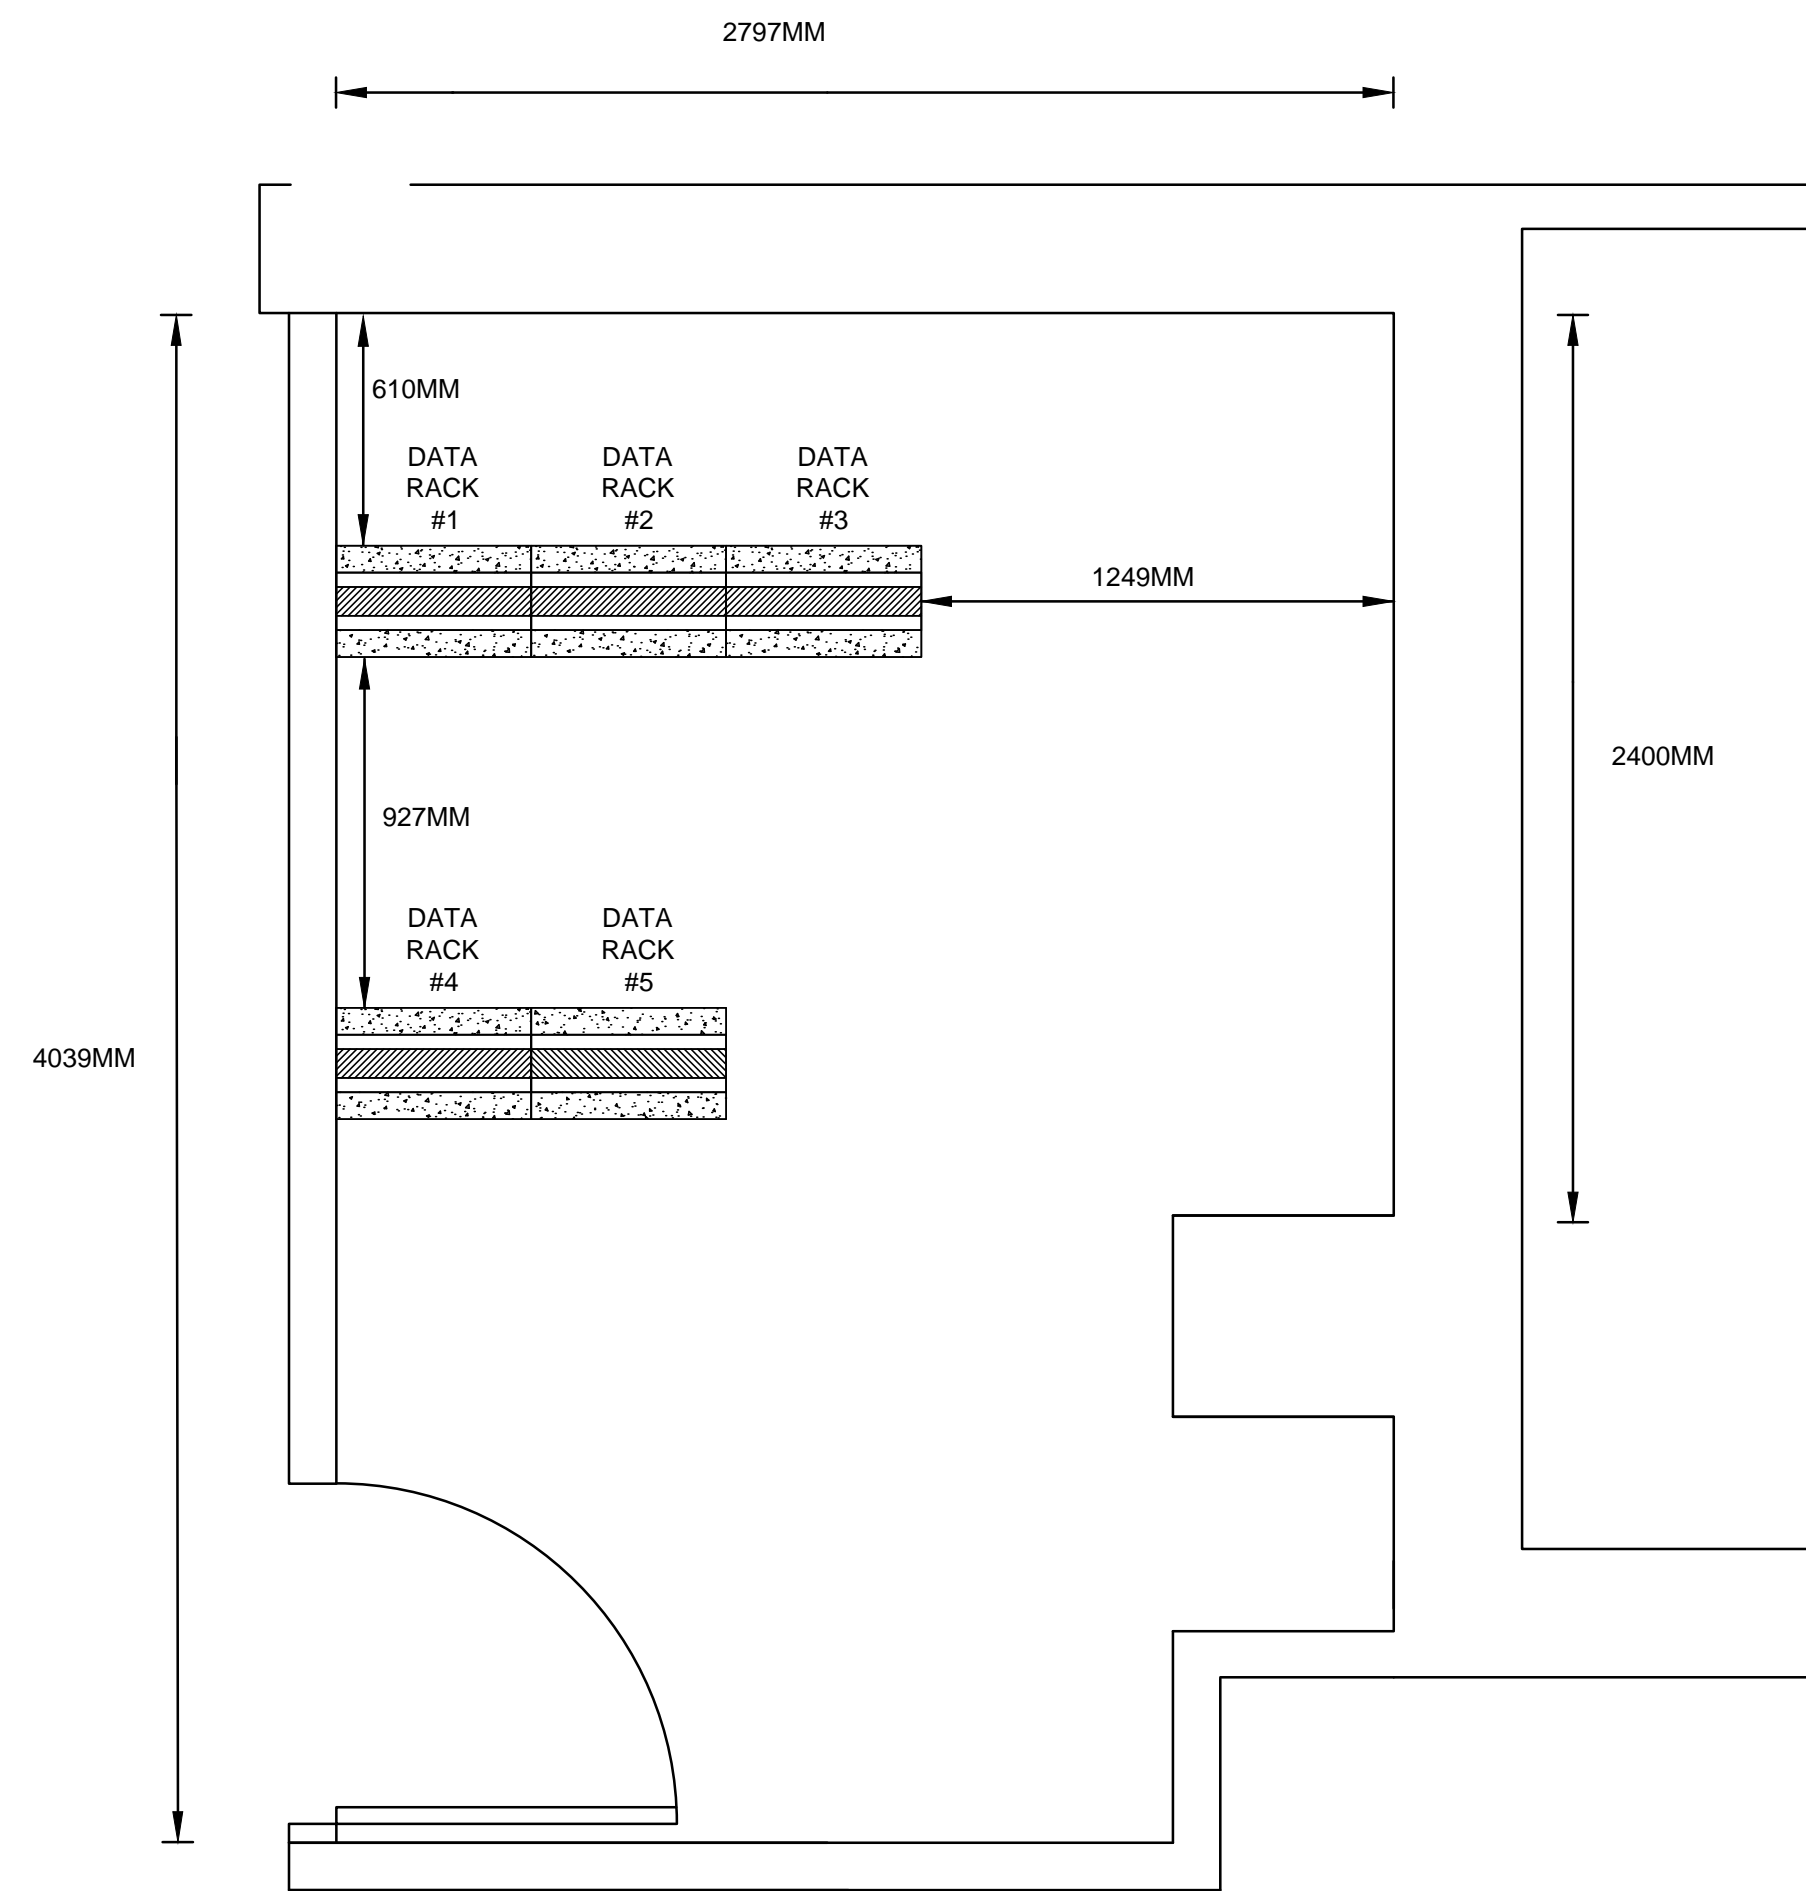 2797MM
610MM
DATA
RACK
#1
DATA
RACK
#2
DATA
RACK
#3
1249MM
2400MM
927MM
DATA
RACK
#4
DATA
RACK
#5
4039MM